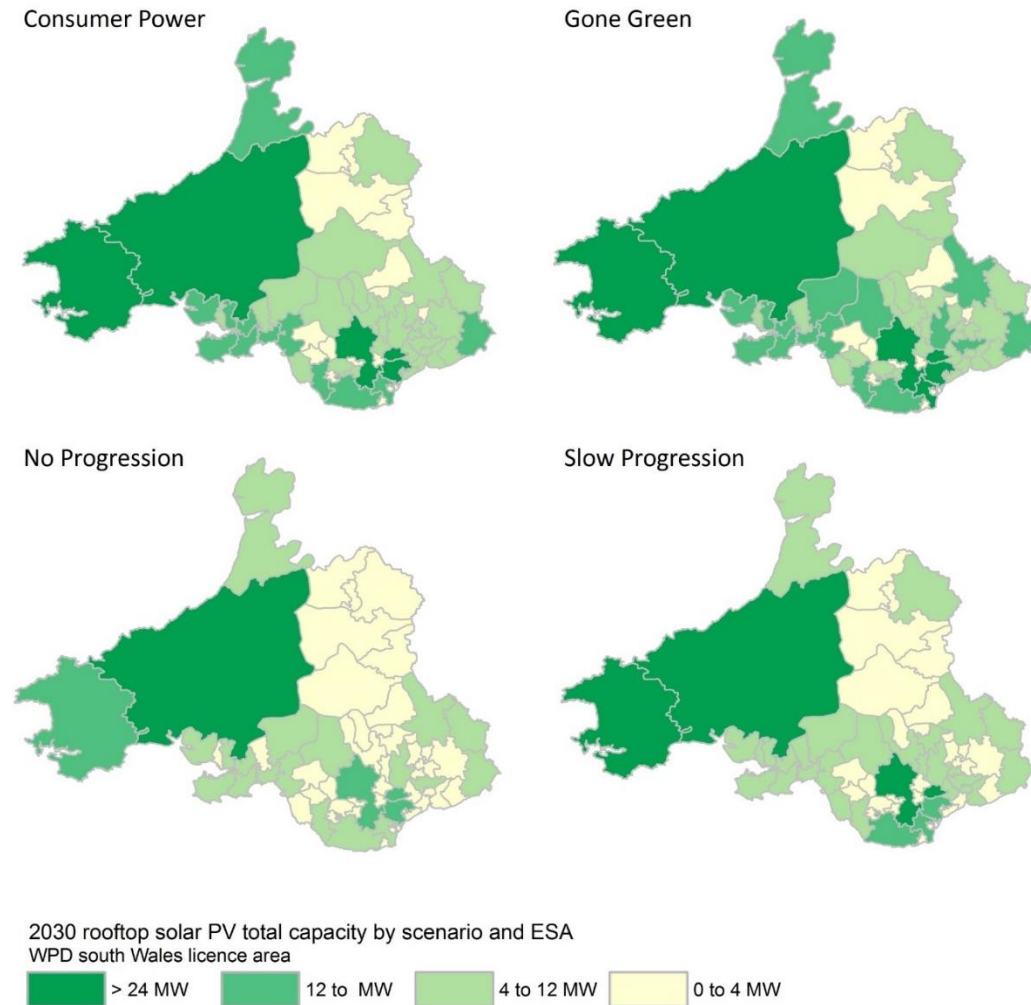 Consumer Power
Gone Green
No Progression
Slow Progression
2030 rooftop solar PV total capacity by scenario and ESA
WPD south Wales licence area
> 24 MW
12 to  MW
4 to 12 MW
0 to 4 MW